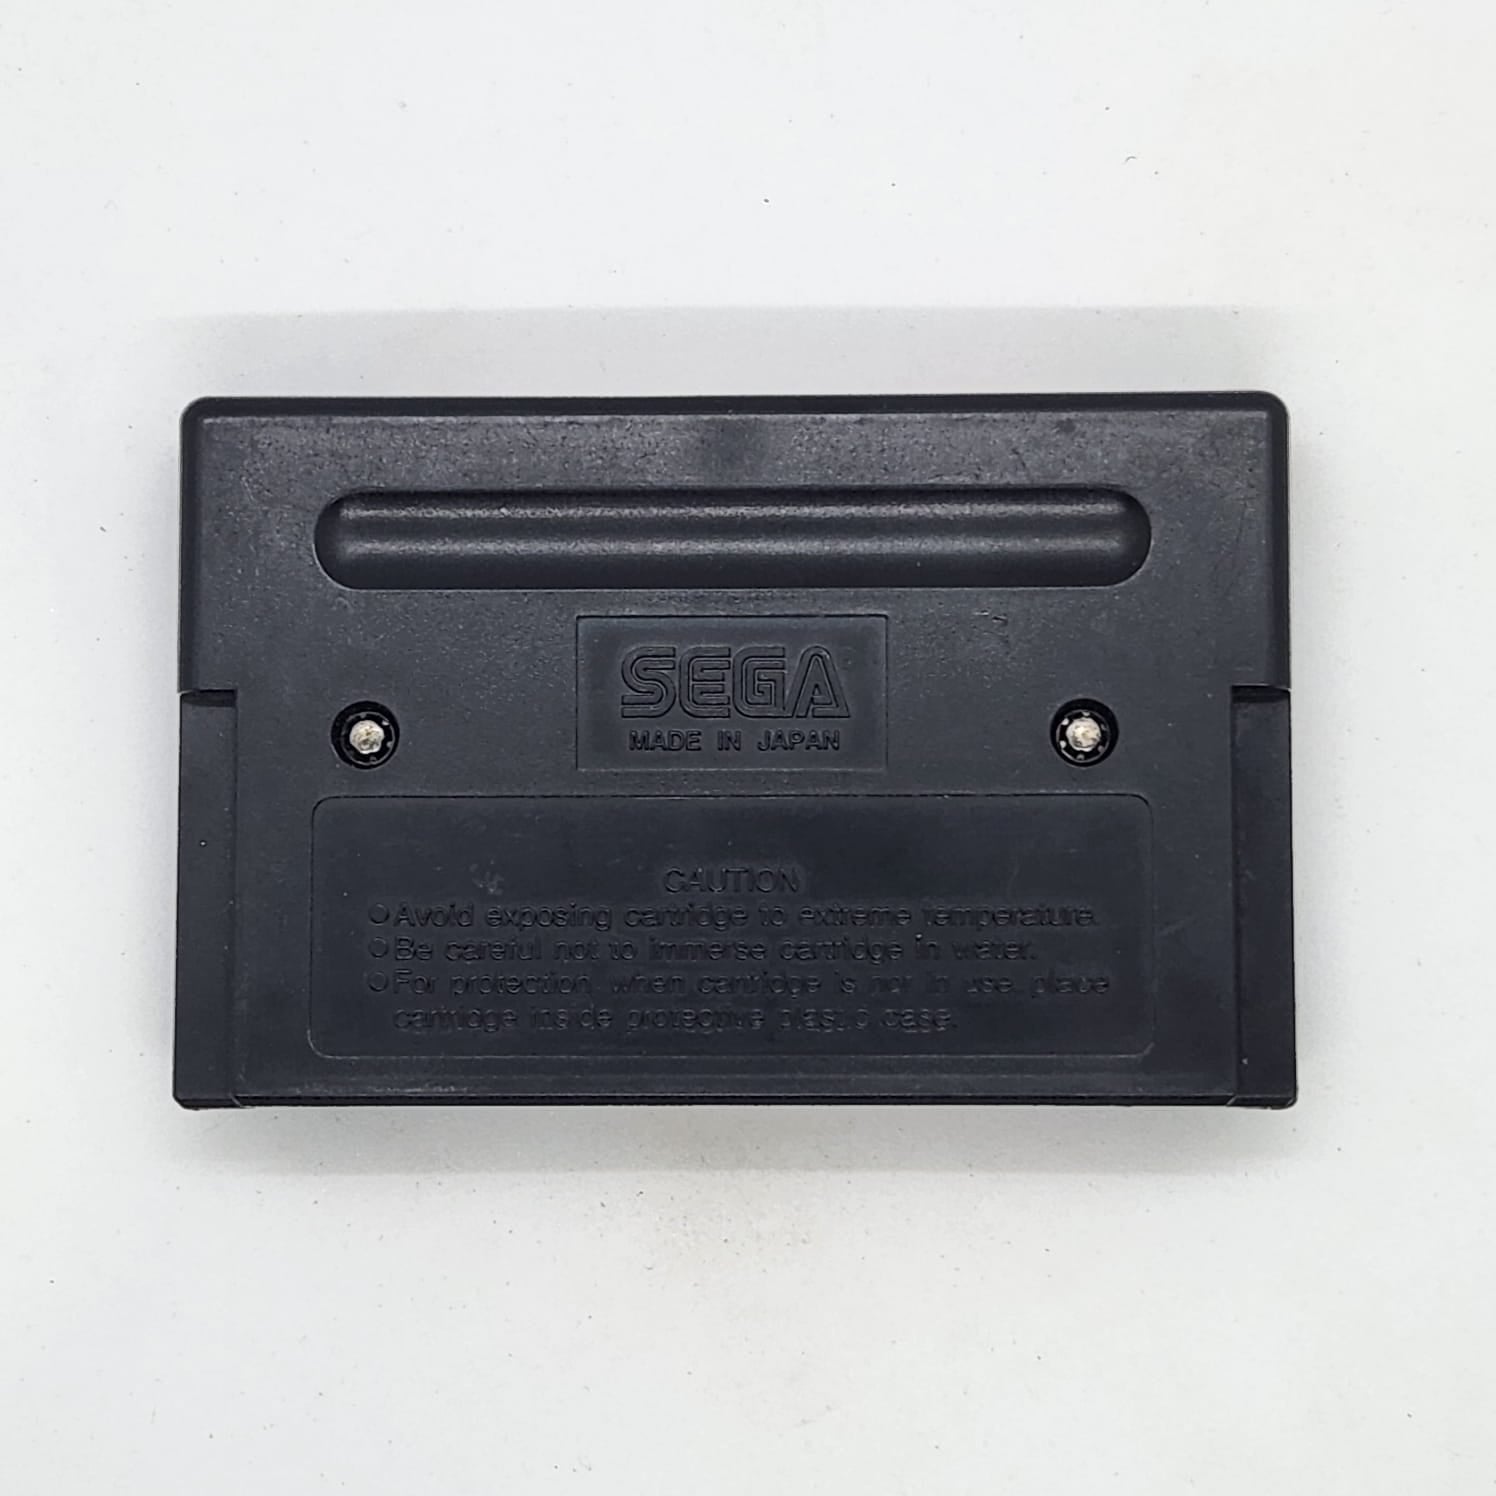 SEGA
MADE IN JAPAN
CAUTION
○Avoid exposing cartridge to extreme temperature.
○Be careful not to immerse cartridge in water.
○For protection, when cartridge is not in use, place
cartridge inside protective plastic case.